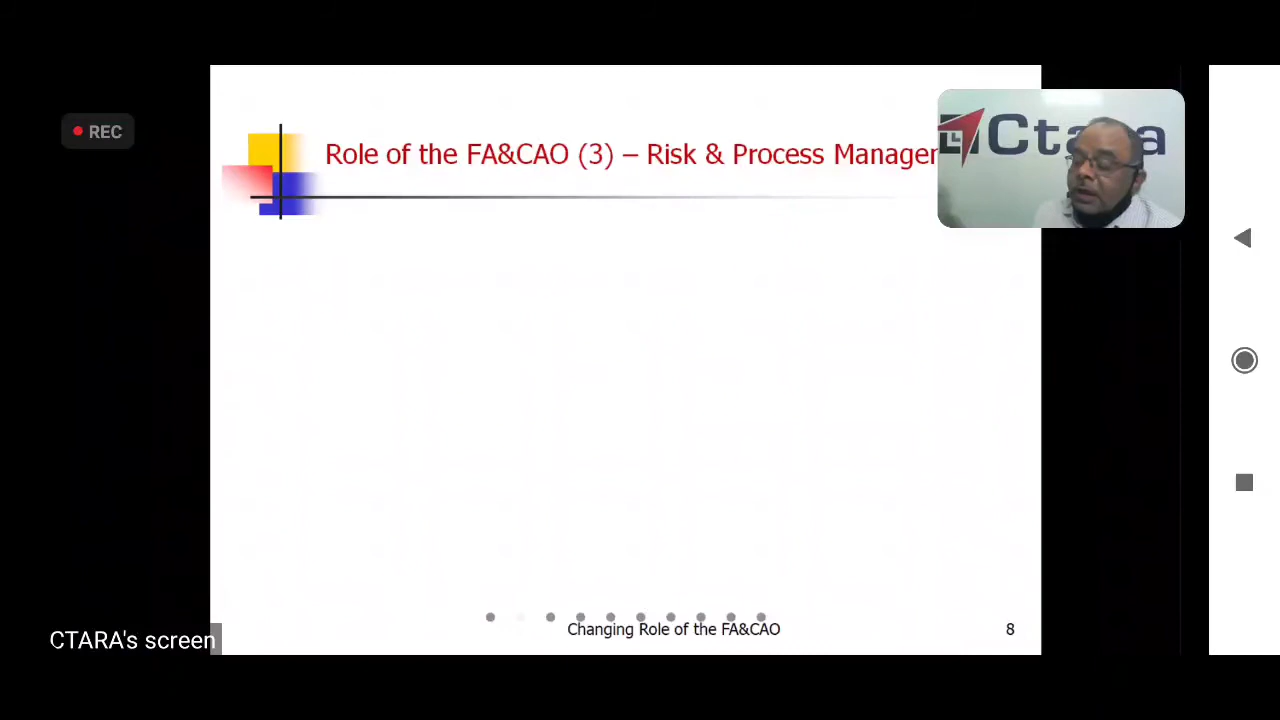 REC
Role of the FA&CAO (3) – Risk & Process Manager
Ctara
Changing Role of the FA&CAO
8
CTARA's screen